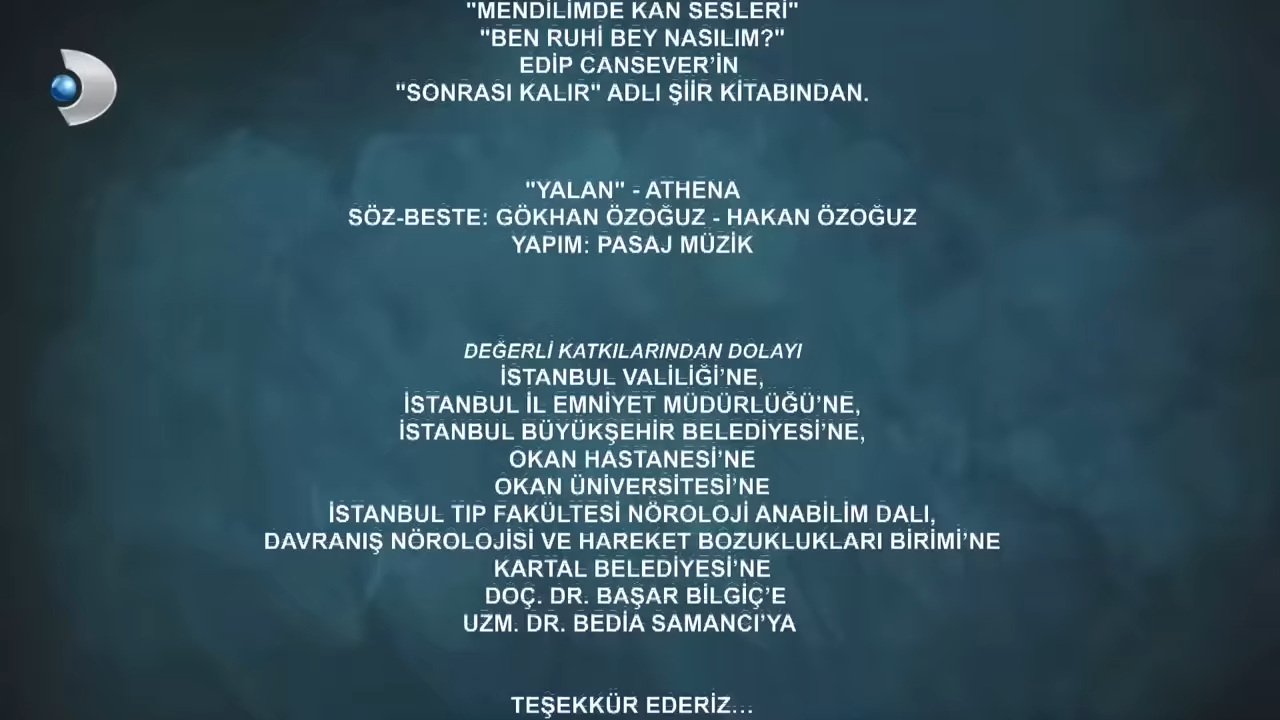 "MENDİLİMDE KAN SESLERİ"
"BEN RUHİ BEY NASILIM?"
EDİP CANSEVER’İN
"SONRASI KALIR" ADLI ŞİİR KİTABINDAN.
"YALAN" - ATHENA
SÖZ-BESTE: GÖKHAN ÖZOĞUZ - HAKAN ÖZOĞUZ
YAPIM: PASAJ MÜZİK
DEĞERLİ KATKILARINDAN DOLAYI
İSTANBUL VALİLİĞİ’NE,
İSTANBUL İL EMNİYET MÜDÜRLÜĞÜ’NE,
İSTANBUL BÜYÜKŞEHİR BELEDİYESİ’NE,
OKAN HASTANESİ’NE
OKAN ÜNİVERSİTESİ’NE
İSTANBUL TIP FAKÜLTESİ NÖROLOJİ ANABİLİM DALI,
DAVRANIŞ NÖROLOJİSİ VE HAREKET BOZUKLUKLARI BİRİMİ’NE
KARTAL BELEDİYESİ’NE
DOÇ. DR. BAŞAR BİLGİÇ’E
UZM. DR. BEDİA SAMANCI’YA
TEŞEKKÜR EDERİZ...